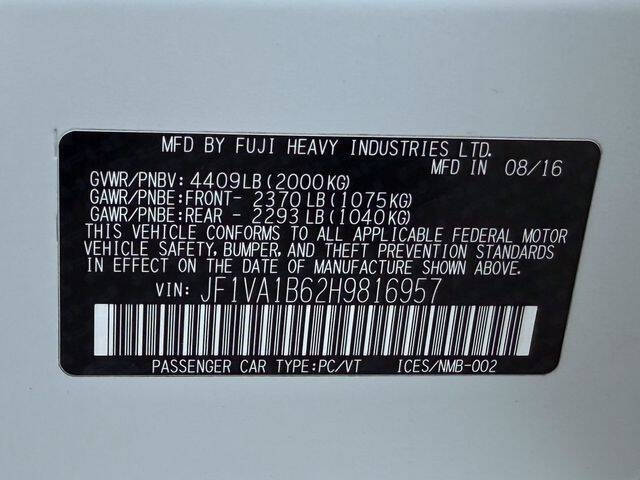 MFD BY FUJI HEAVY INDUSTRIES LTD.
MFD IN 08/16
GVWR/PNBV: 4409LB(2000KG)
GAWR/PNBE:FRONT- 2370LB(1075KG)
GAWR/PNBE:REAR - 2293LB(1040KG)
THIS VEHICLE CONFORMS TO ALL APPLICABLE FEDERAL MOTOR
VEHICLE SAFETY, BUMPER, AND THEFT PREVENTION STANDARDS
IN EFFECT ON THE DATE OF MANUFACTURE SHOWN ABOVE.
VIN: JF1VA1B62H9816957
PASSENGER CAR TYPE:PC/VT ICES/NMB-002